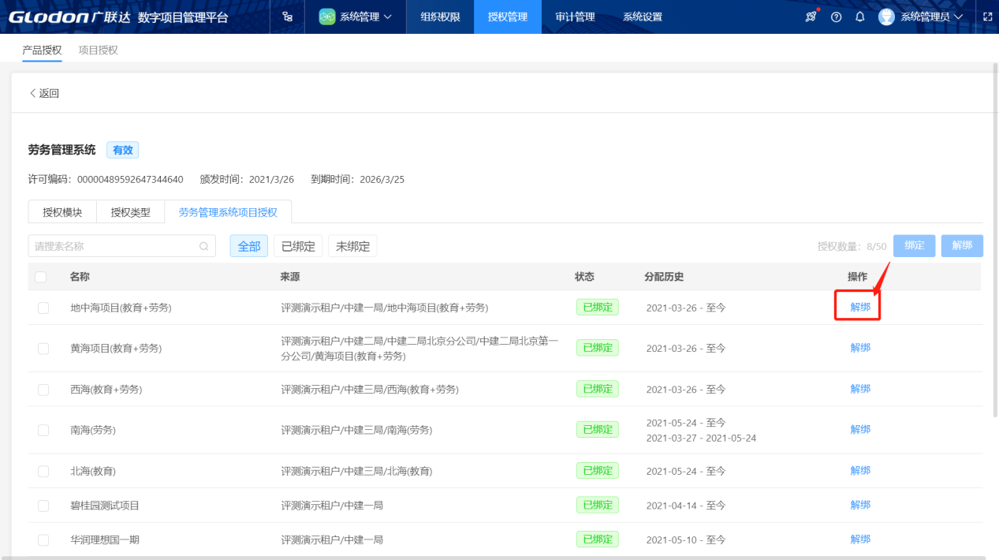 GLODON广联达 数字项目管理平台 系统管理 组织权限 授权管理 审计管理 系统设置 系统管理员
产品授权 项目授权
返回
劳务管理系统 有效
许可编码：00000489592647344640 颁发时间：2021/3/26 到期时间：2026/3/25
授权模块 授权类型 劳务管理系统项目授权
请搜索名称 全部 已绑定 未绑定 授权数量：8/50 绑定 解绑
名称 来源 状态 分配历史 操作
地中海项目(教育+劳务) 评测演示租户/中建一局/地中海项目(教育+劳务) 已绑定 2021-03-26 - 至今 解绑
黄海项目(教育+劳务) 评测演示租户/中建二局/中建二局北京分公司/中建二局北京第一
分公司/黄海项目(教育+劳务) 已绑定 2021-03-26 - 至今 解绑
西海(教育+劳务) 评测演示租户/中建三局/西海(教育+劳务) 已绑定 2021-03-26 - 至今 解绑
南海(劳务) 评测演示租户/中建三局/南海(劳务) 已绑定 2021-05-24 - 至今
2021-03-27 - 2021-05-24 解绑
北海(教育) 评测演示租户/中建三局/北海(教育) 已绑定 2021-05-24 - 至今 解绑
碧桂园测试项目 评测演示租户/中建一局 已绑定 2021-04-14 - 至今 解绑
华润理想国一期 评测演示租户/中建一局 已绑定 2021-05-10 - 至今 解绑